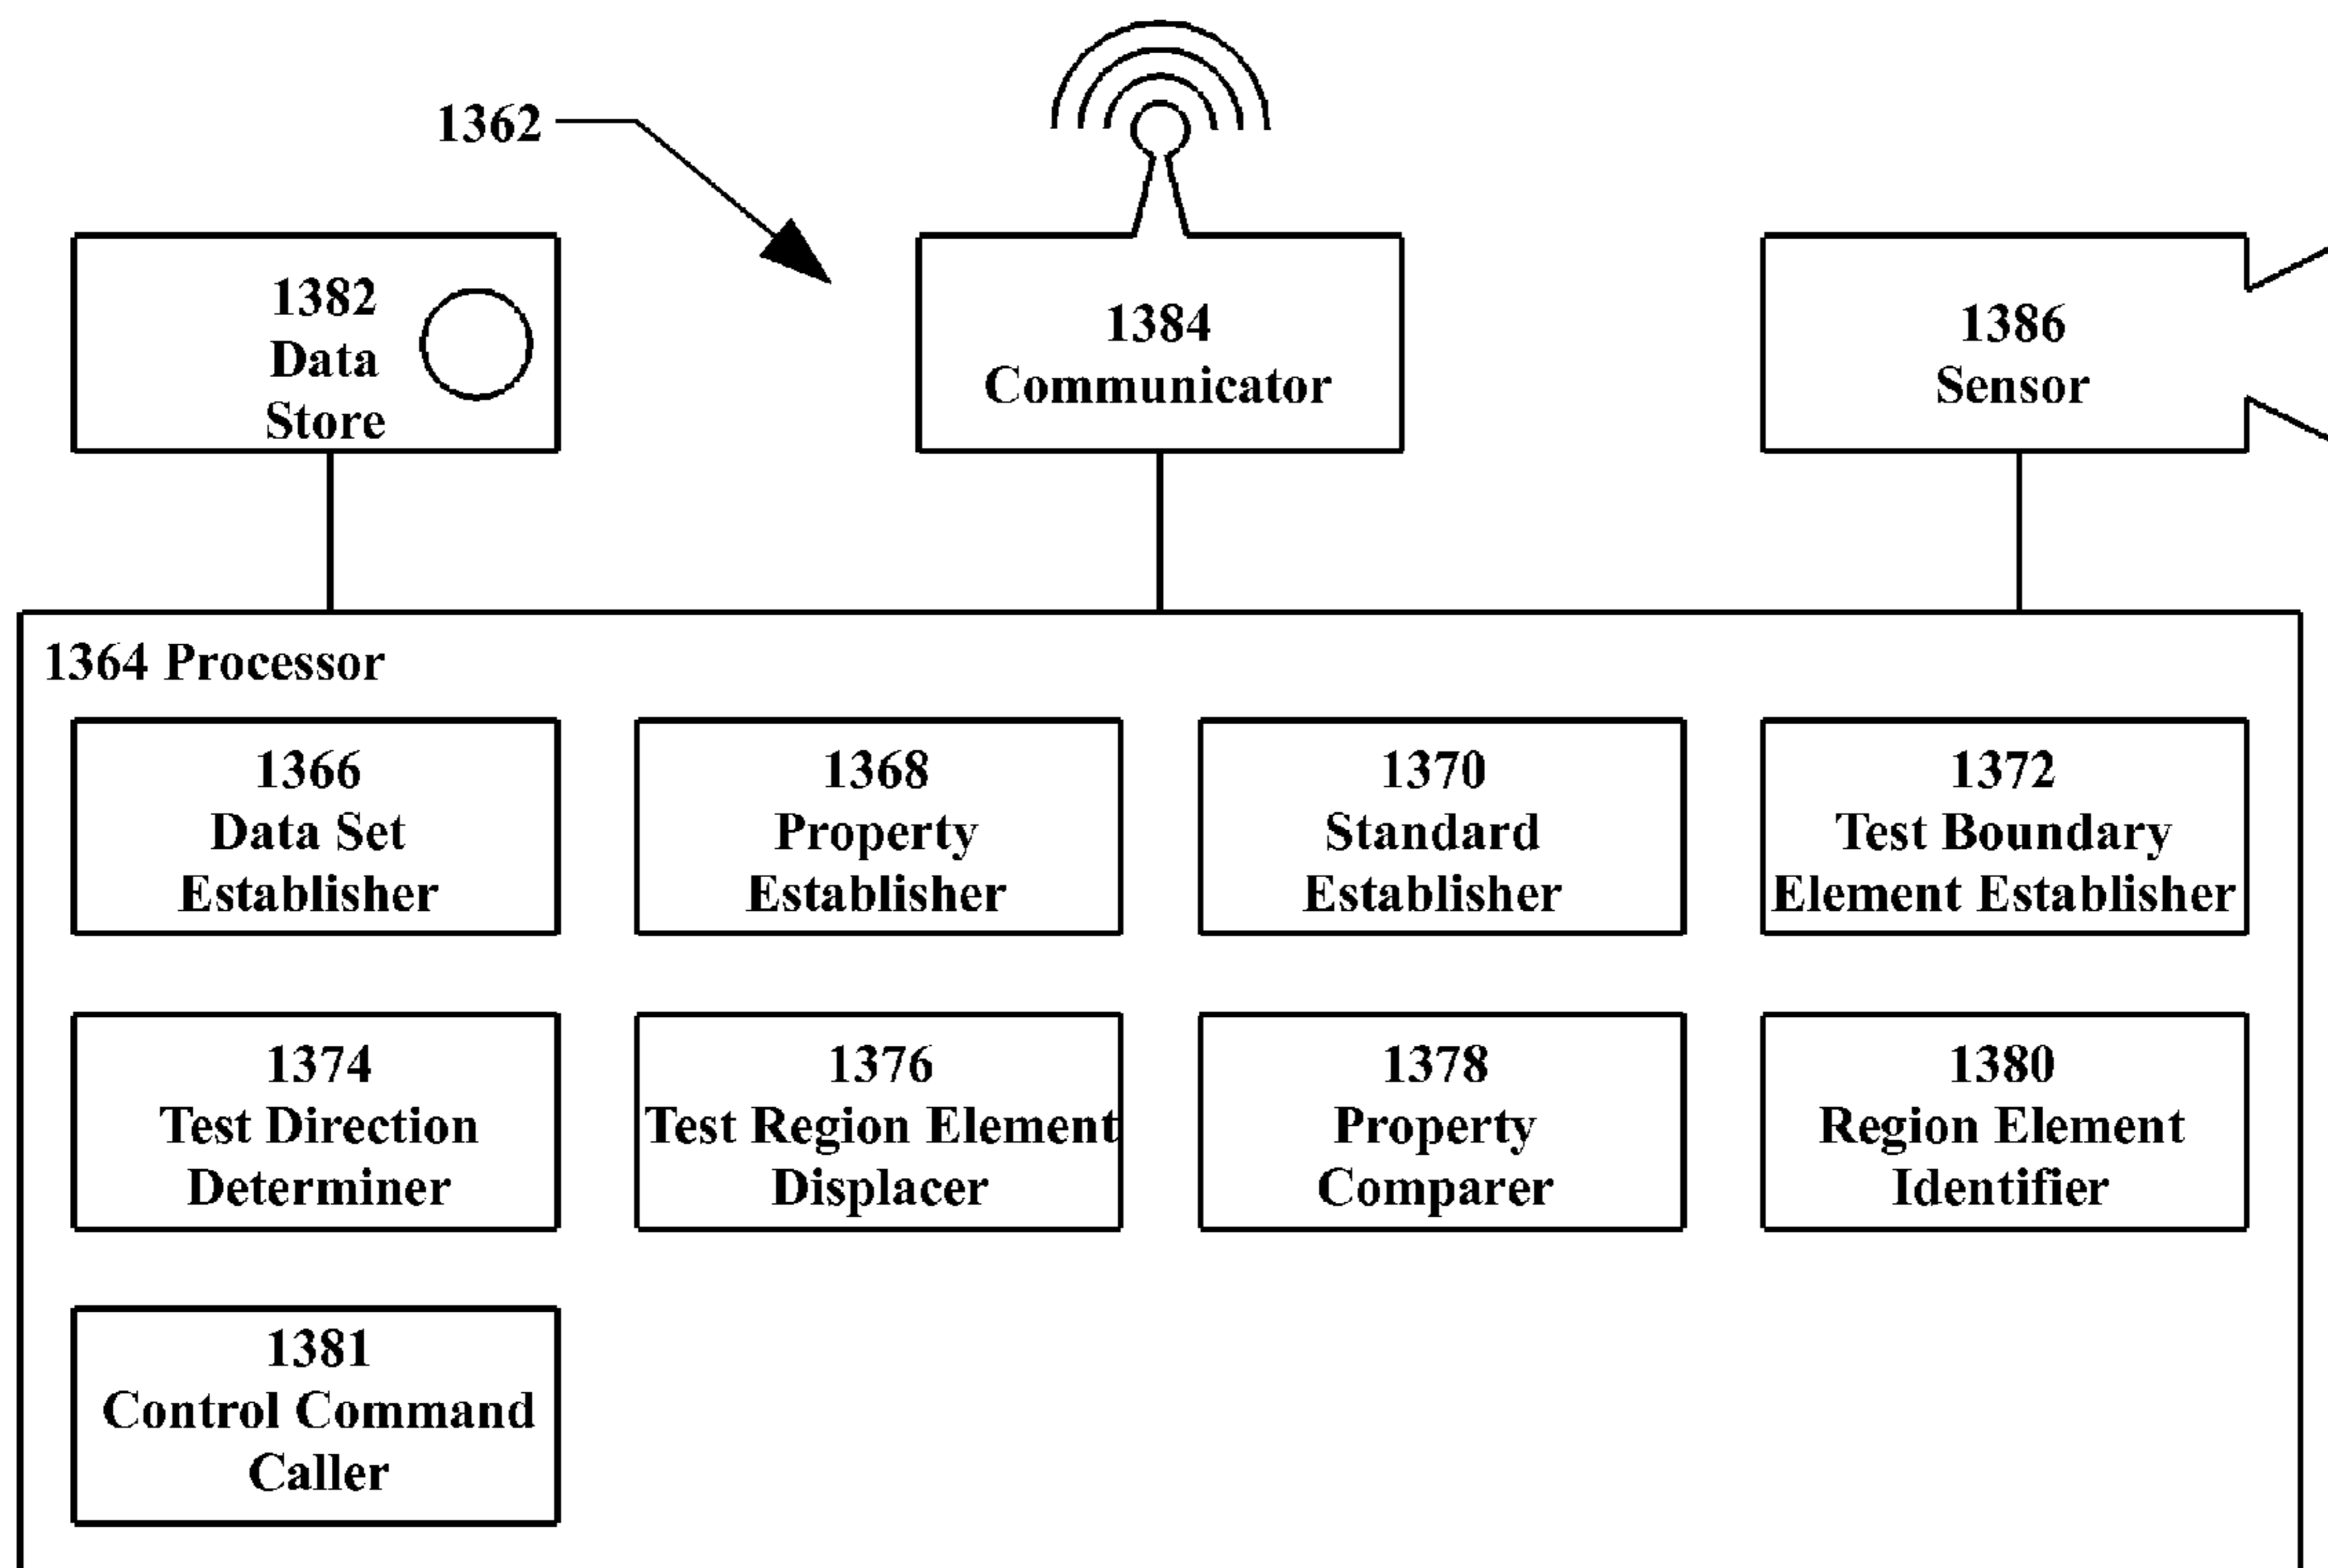 1362
1382
Data
Store
1384
Communicator
1386
Sensor
1364 Processor
1366
Data Set
Establisher
1368
Property
Establisher
1370
Standard
Establisher
1372
Test Boundary
Element Establisher
1374
Test Direction
Determiner
1376
Test Region Element
Displacer
1378
Property
Comparer
1380
Region Element
Identifier
1381
Control Command
Caller